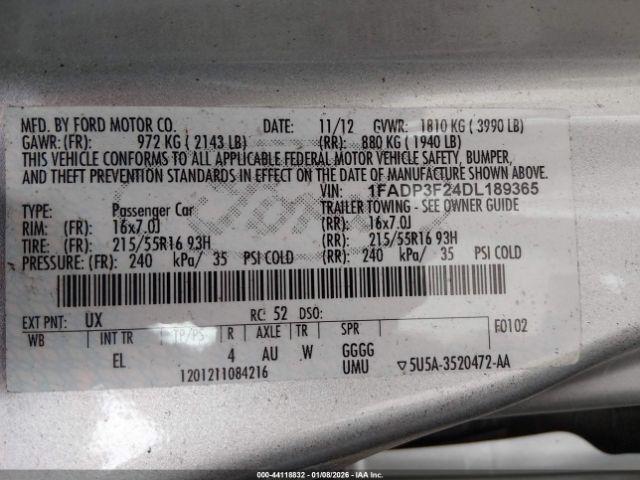 MFD. BY FORD MOTOR CO. DATE: 11/12 GVWR: 1810 KG ( 3990 LB)
GAWR: (FR): 972 KG ( 2143 LB) (RR): 880 KG ( 1940 LB)
THIS VEHICLE CONFORMS TO ALL APPLICABLE FEDERAL MOTOR VEHICLE SAFETY, BUMPER,
AND THEFT PREVENTION STANDARDS IN EFFECT ON THE DATE OF MANUFACTURE SHOWN ABOVE.
VIN: 1FADP3F24DL189365
TYPE: Passenger Car TRAILER TOWING - SEE OWNER GUIDE
RIM: (FR) 16x7.0J (RR): 16x7.0J
TIRE: (FR) 215/55R16 93H (RR): 215/55R16 93H
PRESSURE: (FR) 240 kPa/ 35 PSI COLD (RR): 240 kPa/ 35 PSI COLD
EXT PNT: UX RC: 52 DSO: F0102
WB INT TR TP/PS R AXLE TR SPR
EL 4 AU W GGGG
UMU 5U5A-3520472-AA
1201211084216
000-44118832 - 01/08/2026 - IAAI.CA